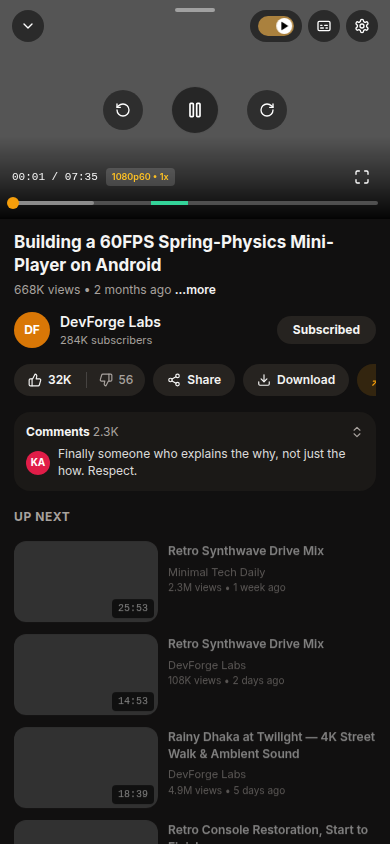 00:01 / 07:35 1080p60 • 1x
Building a 60FPS Spring-Physics Mini-
Player on Android
668K views • 2 months ago ...more
DF DevForge Labs
284K subscribers
Subscribed
32K 56 Share Download
Comments 2.3K
KA Finally someone who explains the why, not just the
how. Respect.
UP NEXT
Retro Synthwave Drive Mix
Minimal Tech Daily
2.3M views • 1 week ago
25:53
Retro Synthwave Drive Mix
DevForge Labs
108K views • 2 days ago
14:53
Rainy Dhaka at Twilight — 4K Street
Walk & Ambient Sound
DevForge Labs
4.9M views • 5 days ago
18:39
Retro Console Restoration, Start to